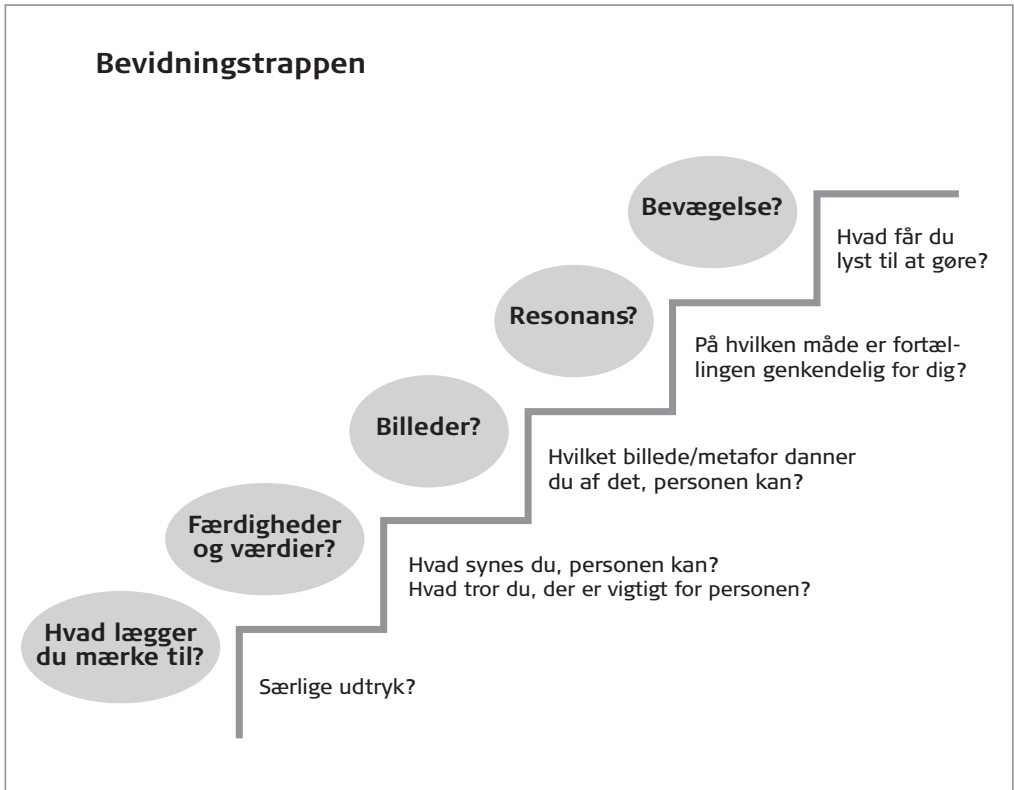 Bevidningstrappen
Bevægelse?
Hvad får du
lyst til at gøre?
Resonans?
På hvilken måde er fortæl-
lingen genkendelig for dig?
Billeder?
Hvilket billede/metafor danner
du af det, personen kan?
Færdigheder
og værdier?
Hvad synes du, personen kan?
Hvad tror du, der er vigtigt for personen?
Hvad lægger
du mærke til?
Særlige udtryk?